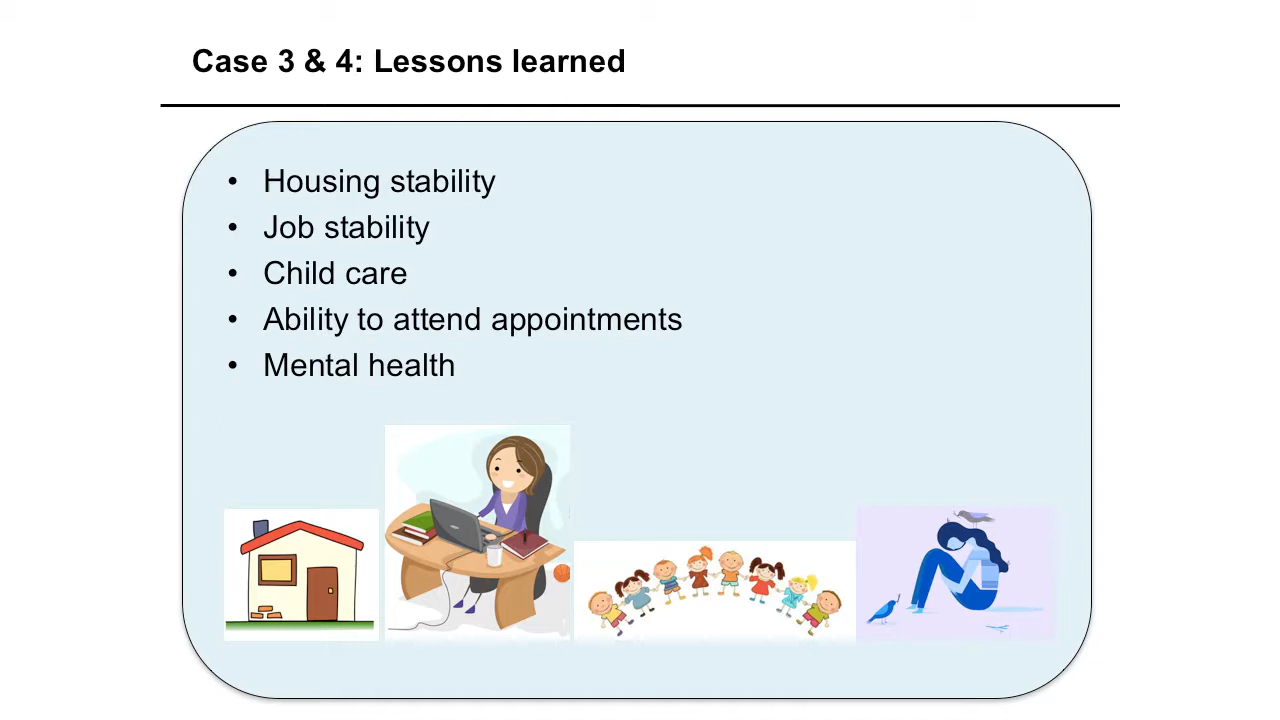 Case 3 & 4: Lessons learned
• Housing stability
• Job stability
• Child care
• Ability to attend appointments
• Mental health